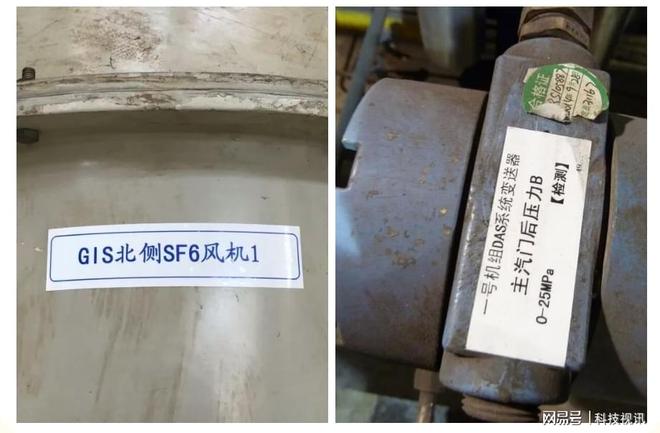 GIS北侧SF6风机1
合格证
一号机组DAS系统变送器
主汽门后压力B
【检测】
0-25MPa
网易号 | 科技视讯